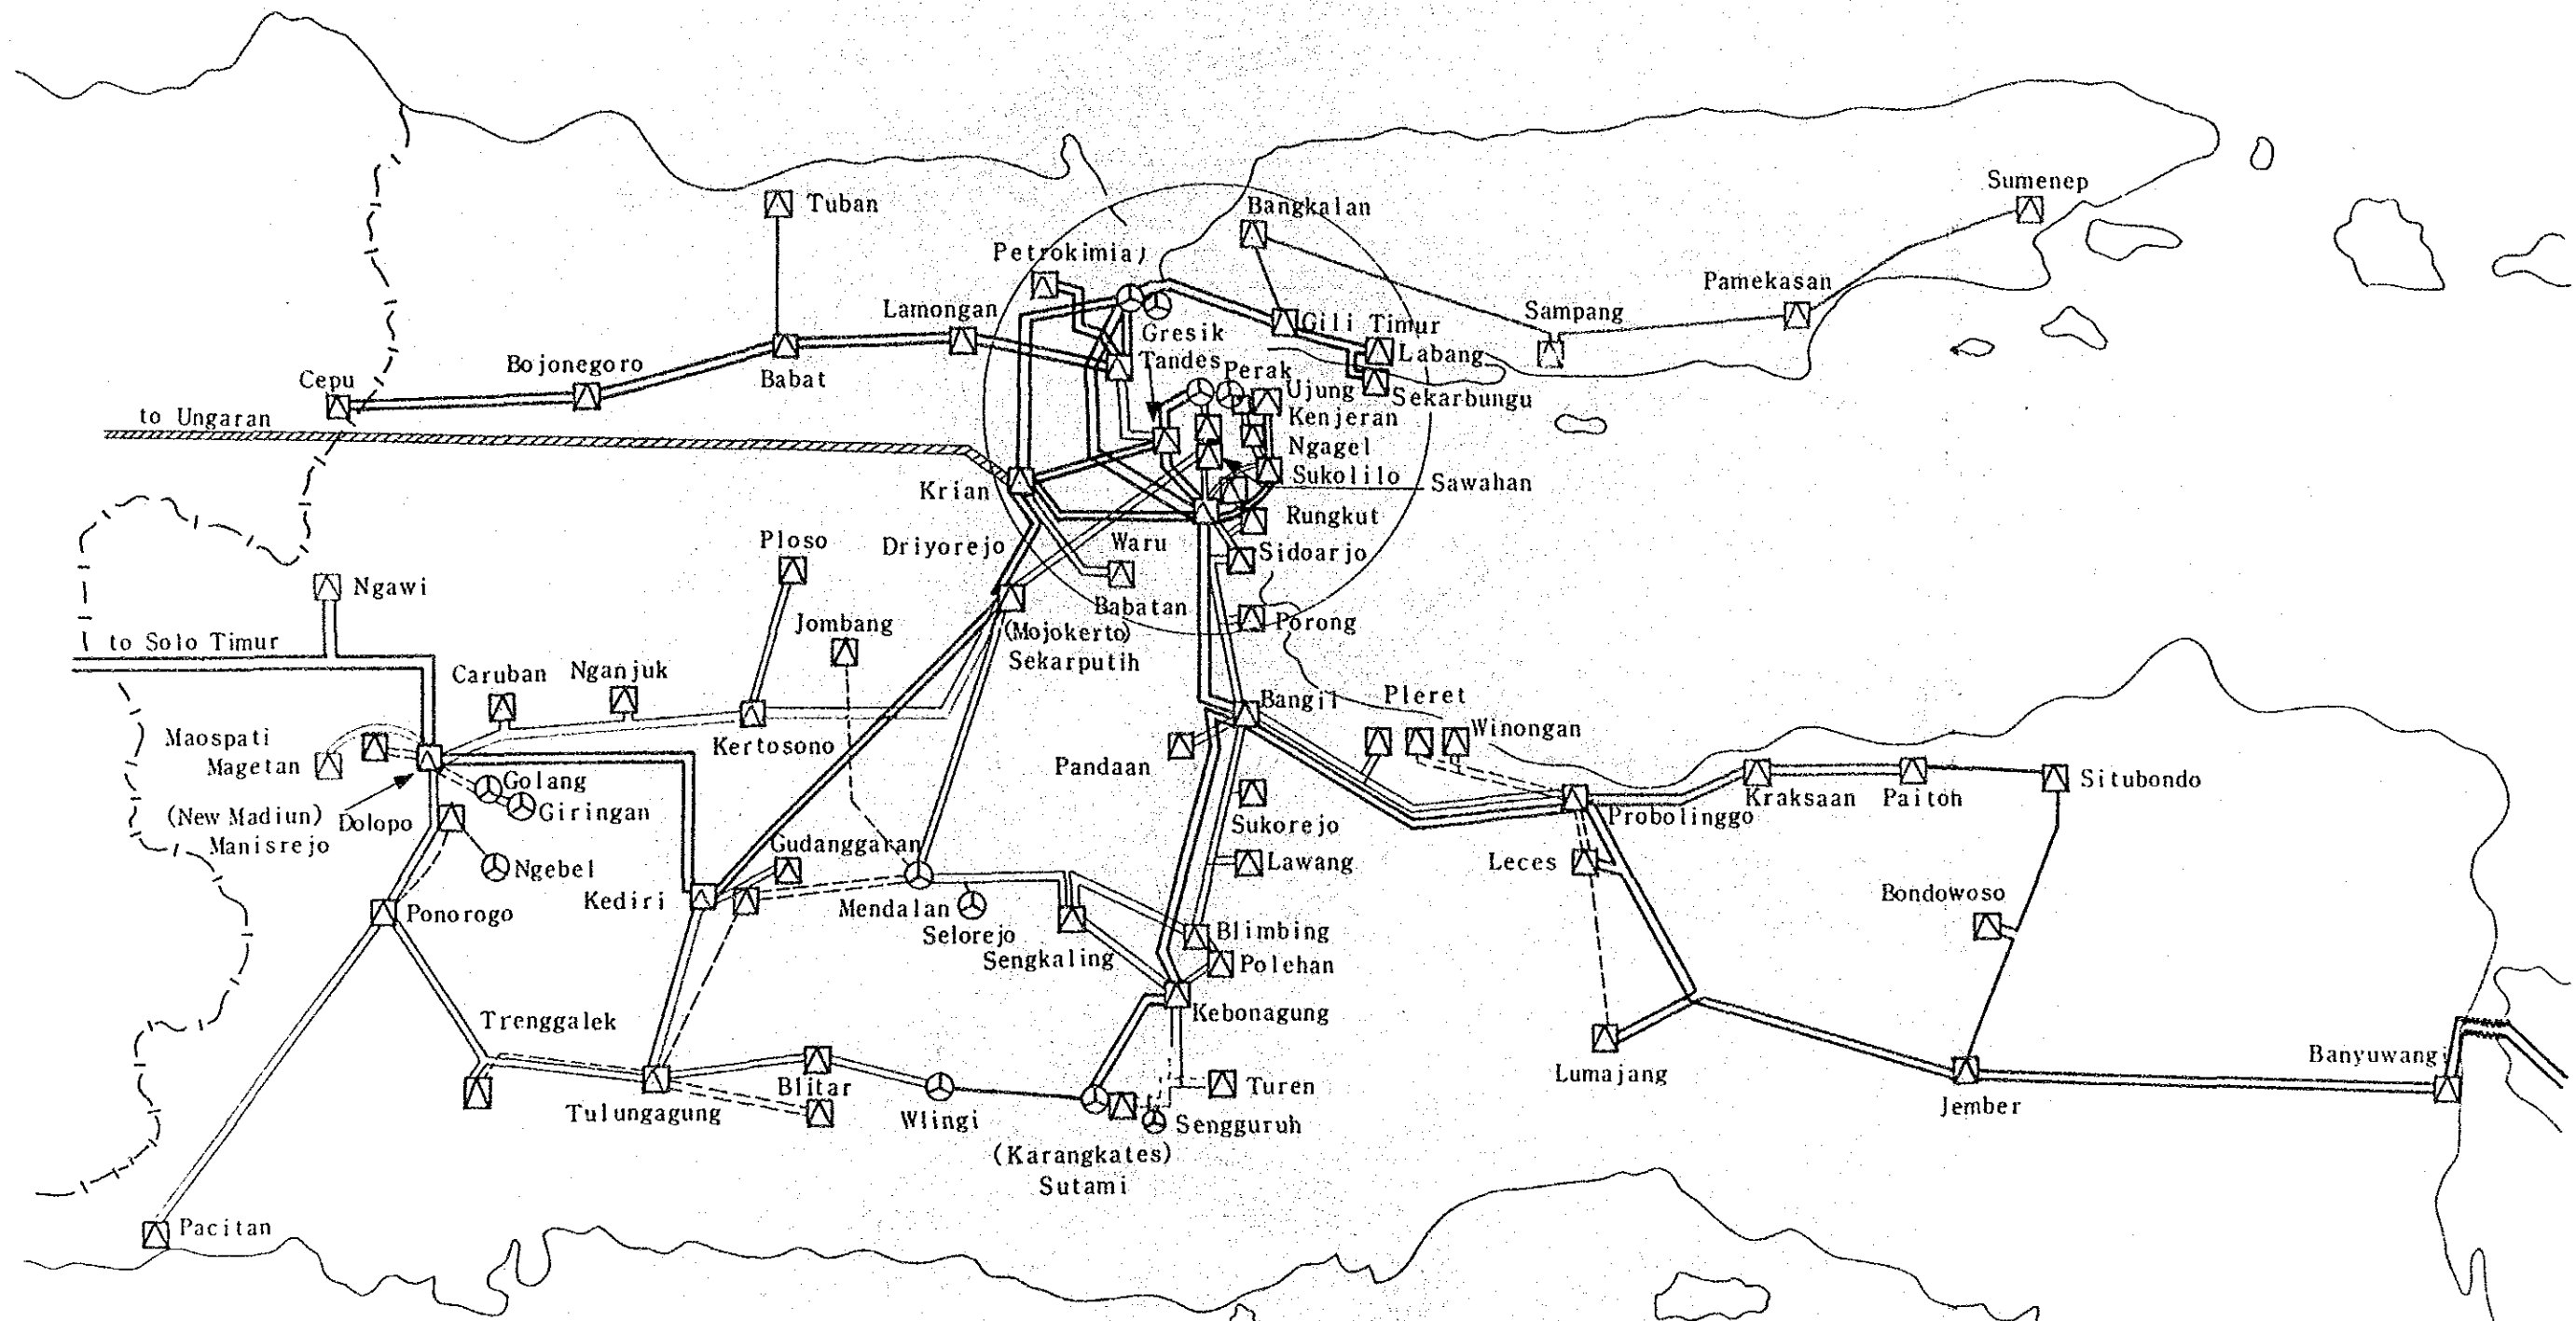 Sumenep
Tuban
Bangkalan
Petrokimia
Pamekasan
Lamongan
Sampang
Gili Timur
Gresik
Labang
Bojonegoro
Tandes
Cepu
Babat
Perak
Ujung
Sekarbungu
to Ungaran
Kenjeran
Ngagel
Sukolilo
Sawahan
Krian
Rungkut
Ploso
Driyorejo
Waru
Sidoarjo
Ngawi
Babatan
Jombang
(Mojokerto)
Sekarputih
Porong
to Solo Timur
Caruban
Nganjuk
Bangil
Pleret
Winongan
Maospati
Magetan
Kertosono
Pandaan
Golang
Giringan
Situbondo
Kraksaan
Paiton
(New Madiun)
Manisrejo
Dolopo
Sukorejo
Probolinggo
Gudanggaran
Lawang
Leces
Ngebel
Kediri
Mendalan
Bondowoso
Ponorogo
Selorejo
Sengkaling
Blimbing
Polehan
Trenggalek
Kebonagung
Banyuwangi
Blitar
Turen
Lumajang
Tulungagung
Wlingi
Sengguruh
Jember
(Karangkates)
Sutami
Pacitan